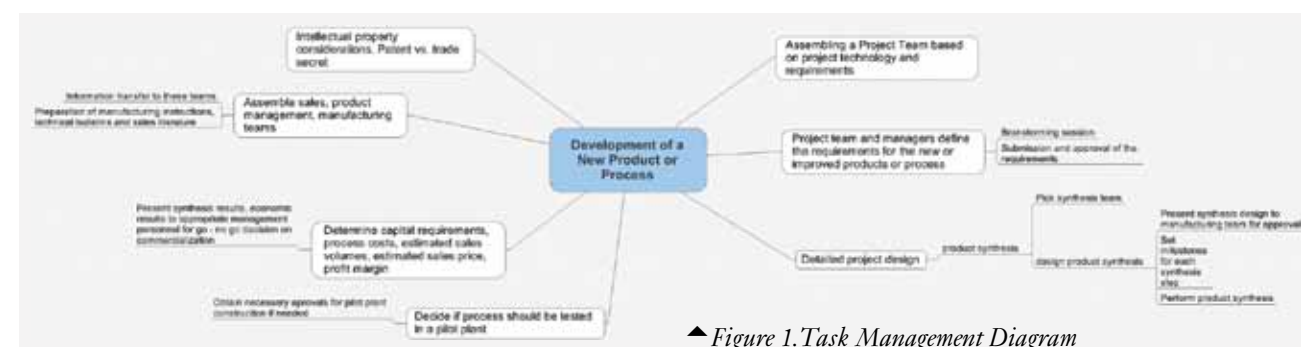 Intellectual property
considerations, Patent vs. trade
secret
Assembling a Project Team based
on project technology and
requirements
Information transfer to these teams
Preparation of manufacturing instructions,
technical bulletins and sales literature
Assemble sales, product
management, manufacturing
teams
Development of a
New Product or
Process
Project team and managers define
the requirements for the new or
improved products or process
Brainstorming session
Submission and approval of the
requirements
Present synthesis results, economic
results to appropriate management
personnel for go - no go decision on
commercialization
Determine capital requirements,
process costs, estimated sales
volumes, estimated sales price,
profit margin
Detailed project design
product synthesis
Pick synthesis team
design product synthesis
Present synthesis design to
manufacturing team for approval
Set
milestones
for each
synthesis
step
Perform product synthesis
Obtain necessary aprovals for pilot plant
construction if needed
Decide if process should be tested
in a pilot plant
Figure 1. Task Management Diagram